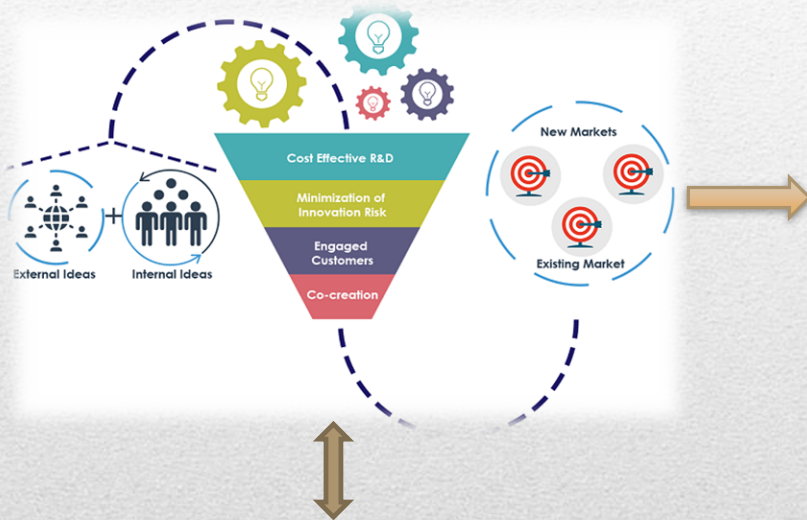 Cost Effective R&D
Minimization of
Innovation Risk
Engaged
Customers
Co-creation
External Ideas
+
Internal Ideas
New Markets
Existing Market